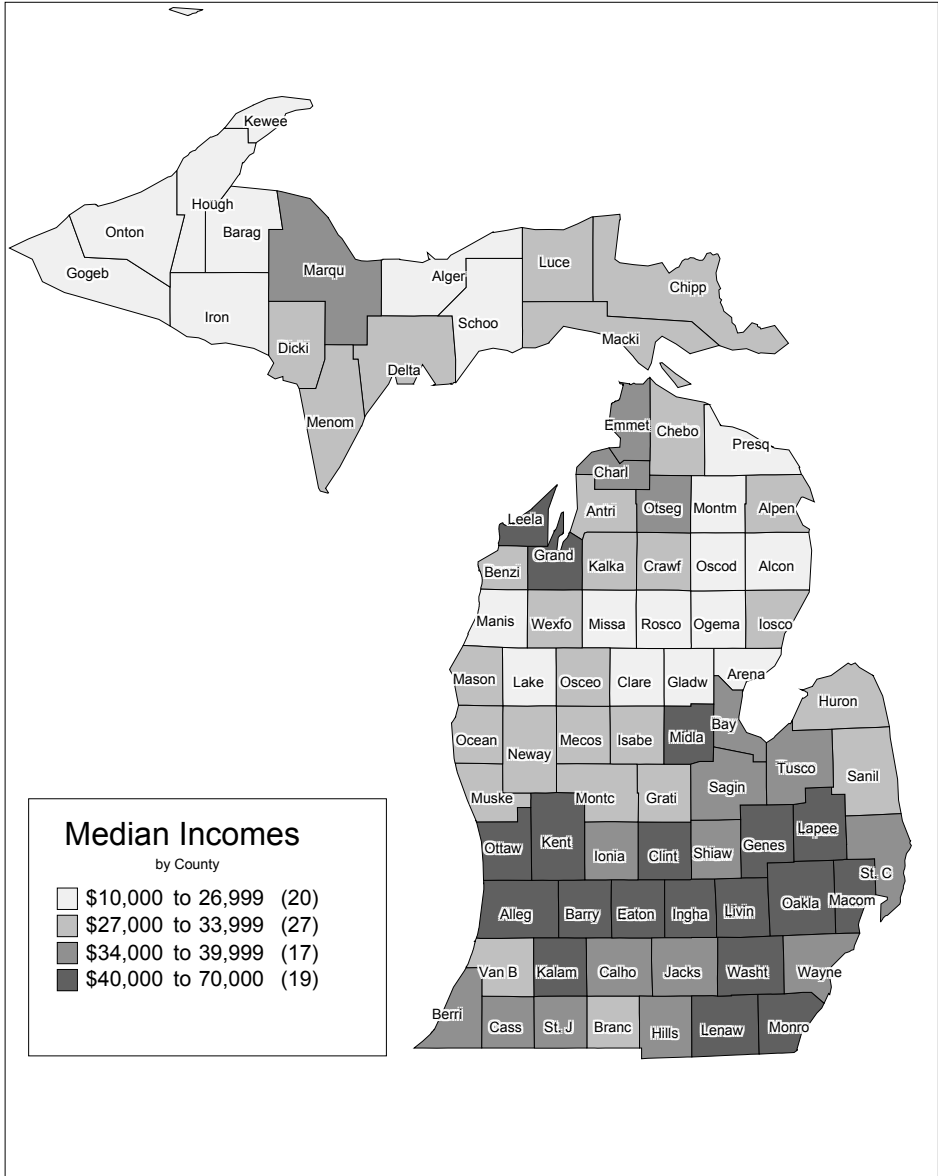 Kewee
Hough
Onton
Barag
Gogeb
Marqu
Alger
Luce
Chipp
Iron
Schoo
Macki
Dicki
Delta
Menom
Emmet
Chebo
Presq
Charl
Leela
Antri
Otseg
Montm
Alpen
Grand
Benzi
Kalka
Crawf
Oscod
Alcon
Manis
Wexfo
Missa
Rosco
Ogema
Iosco
Mason
Lake
Osceo
Clare
Gladw
Arena
Huron
Ocean
Neway
Mecos
Isabe
Midla
Bay
Tusco
Sanil
Muske
Montc
Grati
Sagin
Ottaw
Kent
Ionia
Clint
Shiaw
Genes
Lapee
St. C
Alleg
Barry
Eaton
Ingha
Livin
Oakla
Macom
Van B
Kalam
Calho
Jacks
Washt
Wayne
Berri
Cass
St. J
Branc
Hills
Lenaw
Monro
Median Incomes
by County
$10,000 to 26,999 (20)
$27,000 to 33,999 (27)
$34,000 to 39,999 (17)
$40,000 to 70,000 (19)